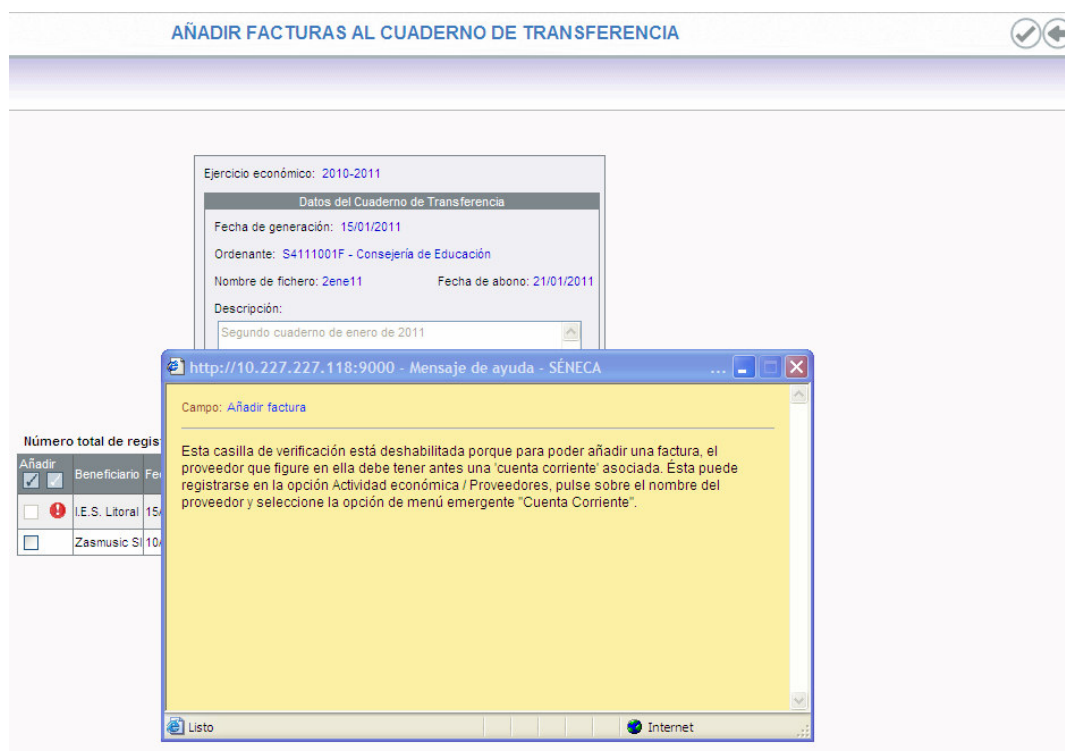 AÑADIR FACTURAS AL CUADERNO DE TRANSFERENCIA
Ejercicio económico: 2010-2011
Datos del Cuaderno de Transferencia
Fecha de generación: 15/01/2011
Ordenante: S4111001F - Consejería de Educación
Nombre de fichero: 2ene11 Fecha de abono: 21/01/2011
Descripción:
Segundo cuaderno de enero de 2011
http://10.227.227.118:9000 - Mensaje de ayuda - SÉNECA ...
Campo: Añadir factura
Esta casilla de verificación está deshabilitada porque para poder añadir una factura, el
proveedor que figure en ella debe tener antes una 'cuenta corriente' asociada. Ésta puede
registrarse en la opción Actividad económica / Proveedores, pulse sobre el nombre del
proveedor y seleccione la opción de menú emergente "Cuenta Corriente".
Número total de regis
Añadir Beneficiario Fec
I.E.S. Litoral 15/
Zasmusic Sl 10/
Listo Internet